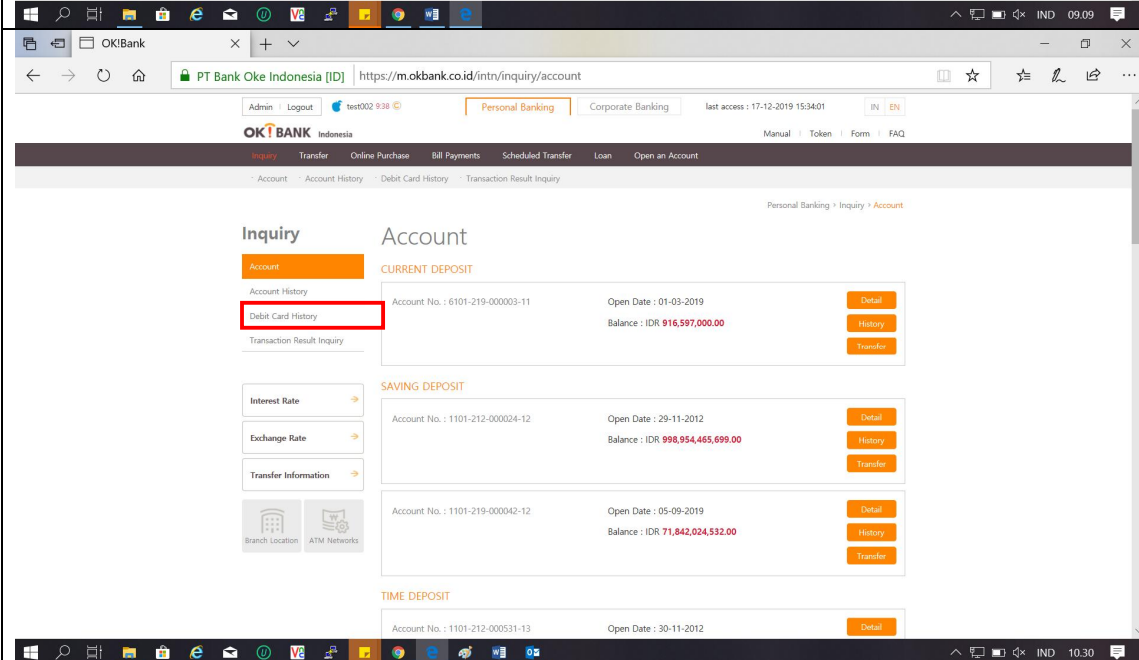 IND 09.09
OK!Bank
PT Bank Oke Indonesia [ID] https://m.okbank.co.id/intn/inquiry/account
Admin Logout test002 9:38 Personal Banking Corporate Banking last access : 17-12-2019 15:34:01 IN EN
OK! BANK Indonesia Manual Token Form FAQ
Inquiry Transfer Online Purchase Bill Payments Scheduled Transfer Loan Open an Account
Account Account History Debit Card History Transaction Result Inquiry
Personal Banking > Inquiry > Account
Inquiry
Account
Account History
Debit Card History
Transaction Result Inquiry
Interest Rate
Exchange Rate
Transfer Information
Branch Location ATM Networks
Account
CURRENT DEPOSIT
Account No. : 6101-219-000003-11 Open Date : 01-03-2019 Detail
Balance : IDR 916,597,000.00 History
Transfer
SAVING DEPOSIT
Account No. : 1101-212-000024-12 Open Date : 29-11-2012 Detail
Balance : IDR 998,954,465,699.00 History
Transfer
Account No. : 1101-219-000042-12 Open Date : 05-09-2019 Detail
Balance : IDR 71,842,024,532.00 History
Transfer
TIME DEPOSIT
Account No. : 1101-212-000531-13 Open Date : 30-11-2012 Detail
IND 10.30